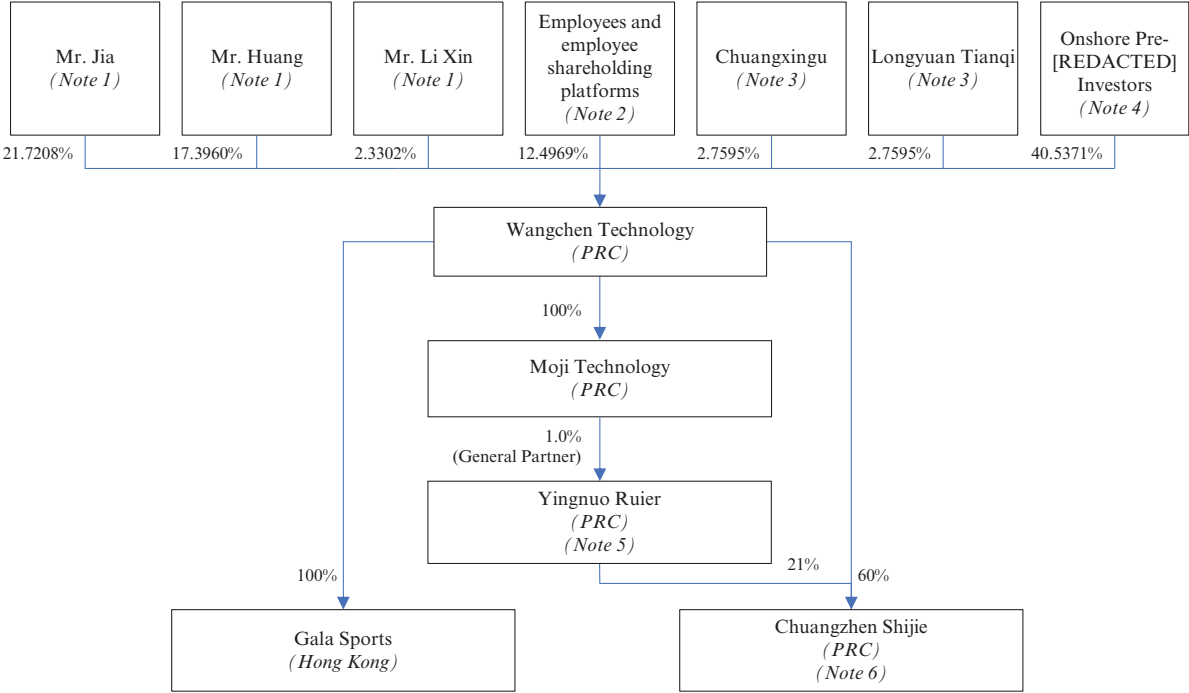 Mr. Jia
(Note 1)
Mr. Huang
(Note 1)
Mr. Li Xin
(Note 1)
Employees and
employee
shareholding
platforms
(Note 2)
Chuangxingu
(Note 3)
Longyuan Tianqi
(Note 3)
Onshore Pre-
[REDACTED]
Investors
(Note 4)
21.7208%
17.3960%
2.3302%
12.4969%
2.7595%
2.7595%
40.5371%
Wangchen Technology
(PRC)
100%
Moji Technology
(PRC)
1.0%
(General Partner)
Yingnuo Ruier
(PRC)
(Note 5)
100%
21%
60%
Gala Sports
(Hong Kong)
Chuangzhen Shijie
(PRC)
(Note 6)